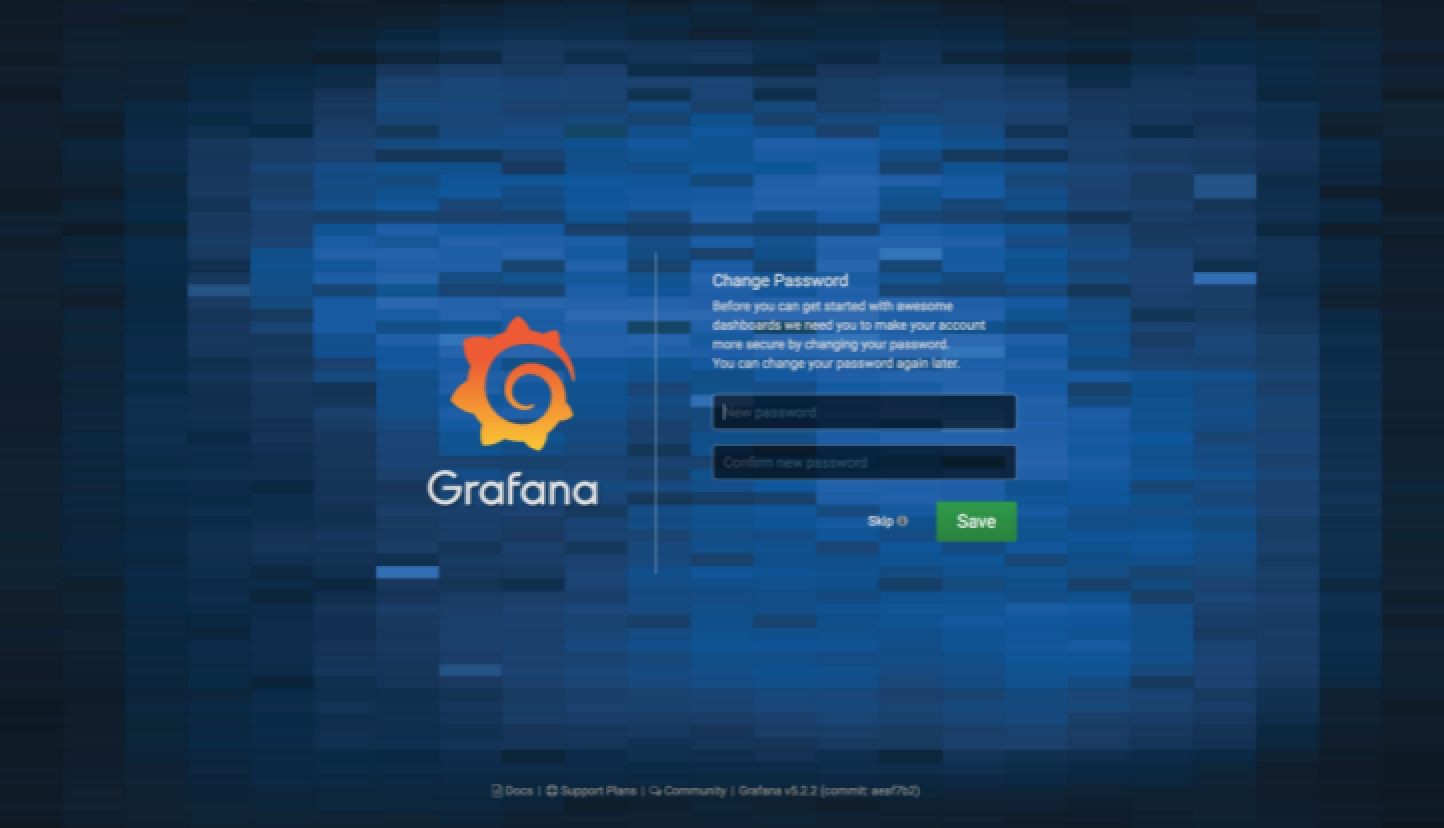 Change Password
Before you can get started with awesome
dashboards we need you to make your account
more secure by changing your password.
You can change your password again later.
New password
Grafana
Confirm new password
Skip
Save
Docs | Support Plans | Community | Grafana v5.2.2 (commit: aeaf7b2)